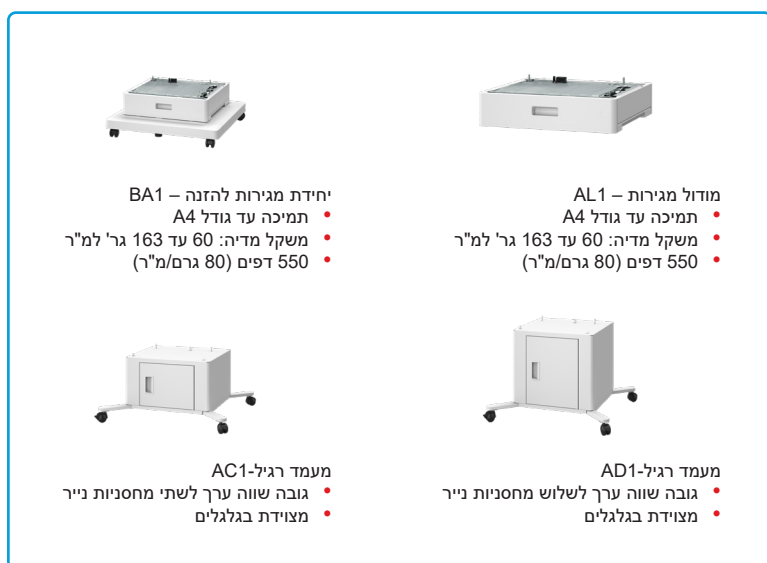 מודול מגירות – AL1
• תמיכה עד גודל A4
• משקל מדיה: 60 עד 163 גר' למ"ר
• 550 דפים (80 גרם/מ"ר)
יחידת מגירות להזנה – BA1
• תמיכה עד גודל A4
• משקל מדיה: 60 עד 163 גר' למ"ר
• 550 דפים (80 גרם/מ"ר)
מעמד רגיל-AD1
• גובה שווה ערך לשלוש מחסניות נייר
• מצוידת בגלגלים
מעמד רגיל-AC1
• גובה שווה ערך לשתי מחסניות נייר
• מצוידת בגלגלים